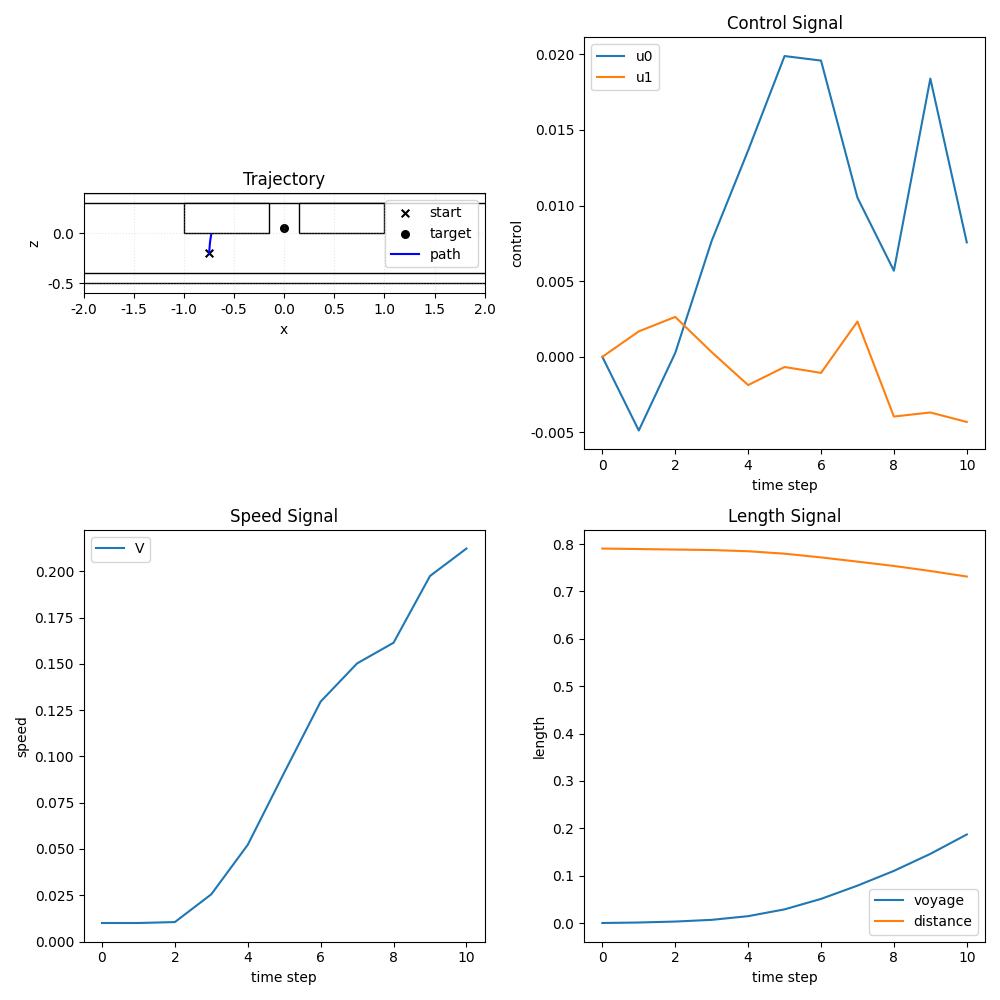 Trajectory
z
0.0
-0.5
-2.0 -1.5 -1.0 -0.5 0.0 0.5 1.0 1.5 2.0
x
start
target
path
Control Signal
control
0.020
0.015
0.010
0.005
0.000
-0.005
0 2 4 6 8 10
time step
u0
u1
Speed Signal
speed
0.200
0.175
0.150
0.125
0.100
0.075
0.050
0.025
0.000
0 2 4 6 8 10
time step
V
Length Signal
length
0.8
0.7
0.6
0.5
0.4
0.3
0.2
0.1
0.0
0 2 4 6 8 10
time step
voyage
distance